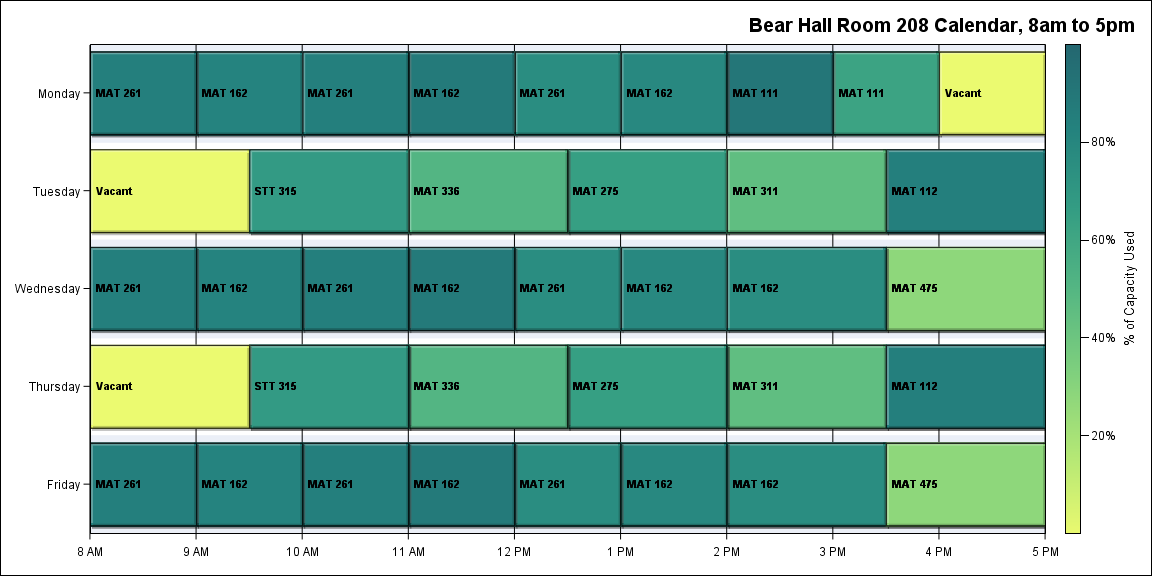 Bear Hall Room 208 Calendar, 8am to 5pm
Monday
MAT 261
MAT 162
MAT 261
MAT 162
MAT 261
MAT 162
MAT 111
MAT 111
Vacant
Tuesday
Vacant
STT 315
MAT 336
MAT 275
MAT 311
MAT 112
Wednesday
MAT 261
MAT 162
MAT 261
MAT 162
MAT 261
MAT 162
MAT 162
MAT 475
Thursday
Vacant
STT 315
MAT 336
MAT 275
MAT 311
MAT 112
Friday
MAT 261
MAT 162
MAT 261
MAT 162
MAT 261
MAT 162
MAT 162
MAT 475
8 AM
9 AM
10 AM
11 AM
12 PM
1 PM
2 PM
3 PM
4 PM
5 PM
80%
60%
40%
20%
% of Capacity Used